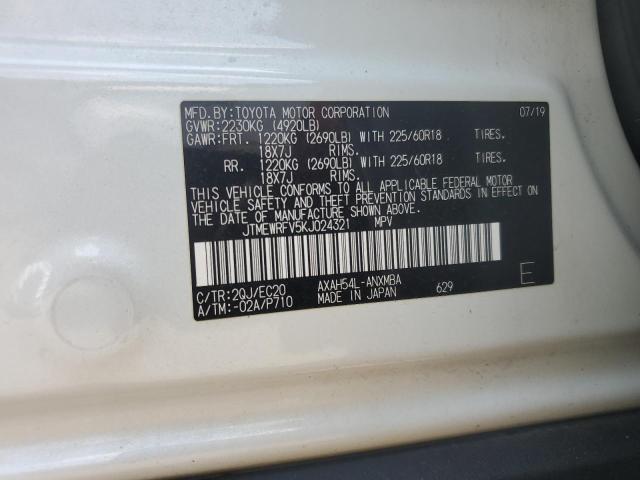 MFD.BY:TOYOTA MOTOR CORPORATION 07/19
GVWR:2230KG (4920LB)
GAWR:FRT. 1220KG (2690LB) WITH 225/60R18 TIRES.
18X7J RIMS.
RR. 1220KG (2690LB) WITH 225/60R18 TIRES.
18X7J RIMS.
THIS VEHICLE CONFORMS TO ALL APPLICABLE FEDERAL MOTOR
VEHICLE SAFETY AND THEFT PREVENTION STANDARDS IN EFFECT
ON THE DATE OF MANUFACTURE SHOWN ABOVE.
JTMEWRFV5KJ024321 MPV
C/TR:2QJ/EC20 AXAH54L-ANXMBA E
A/TM:-02A/P710 MADE IN JAPAN 629